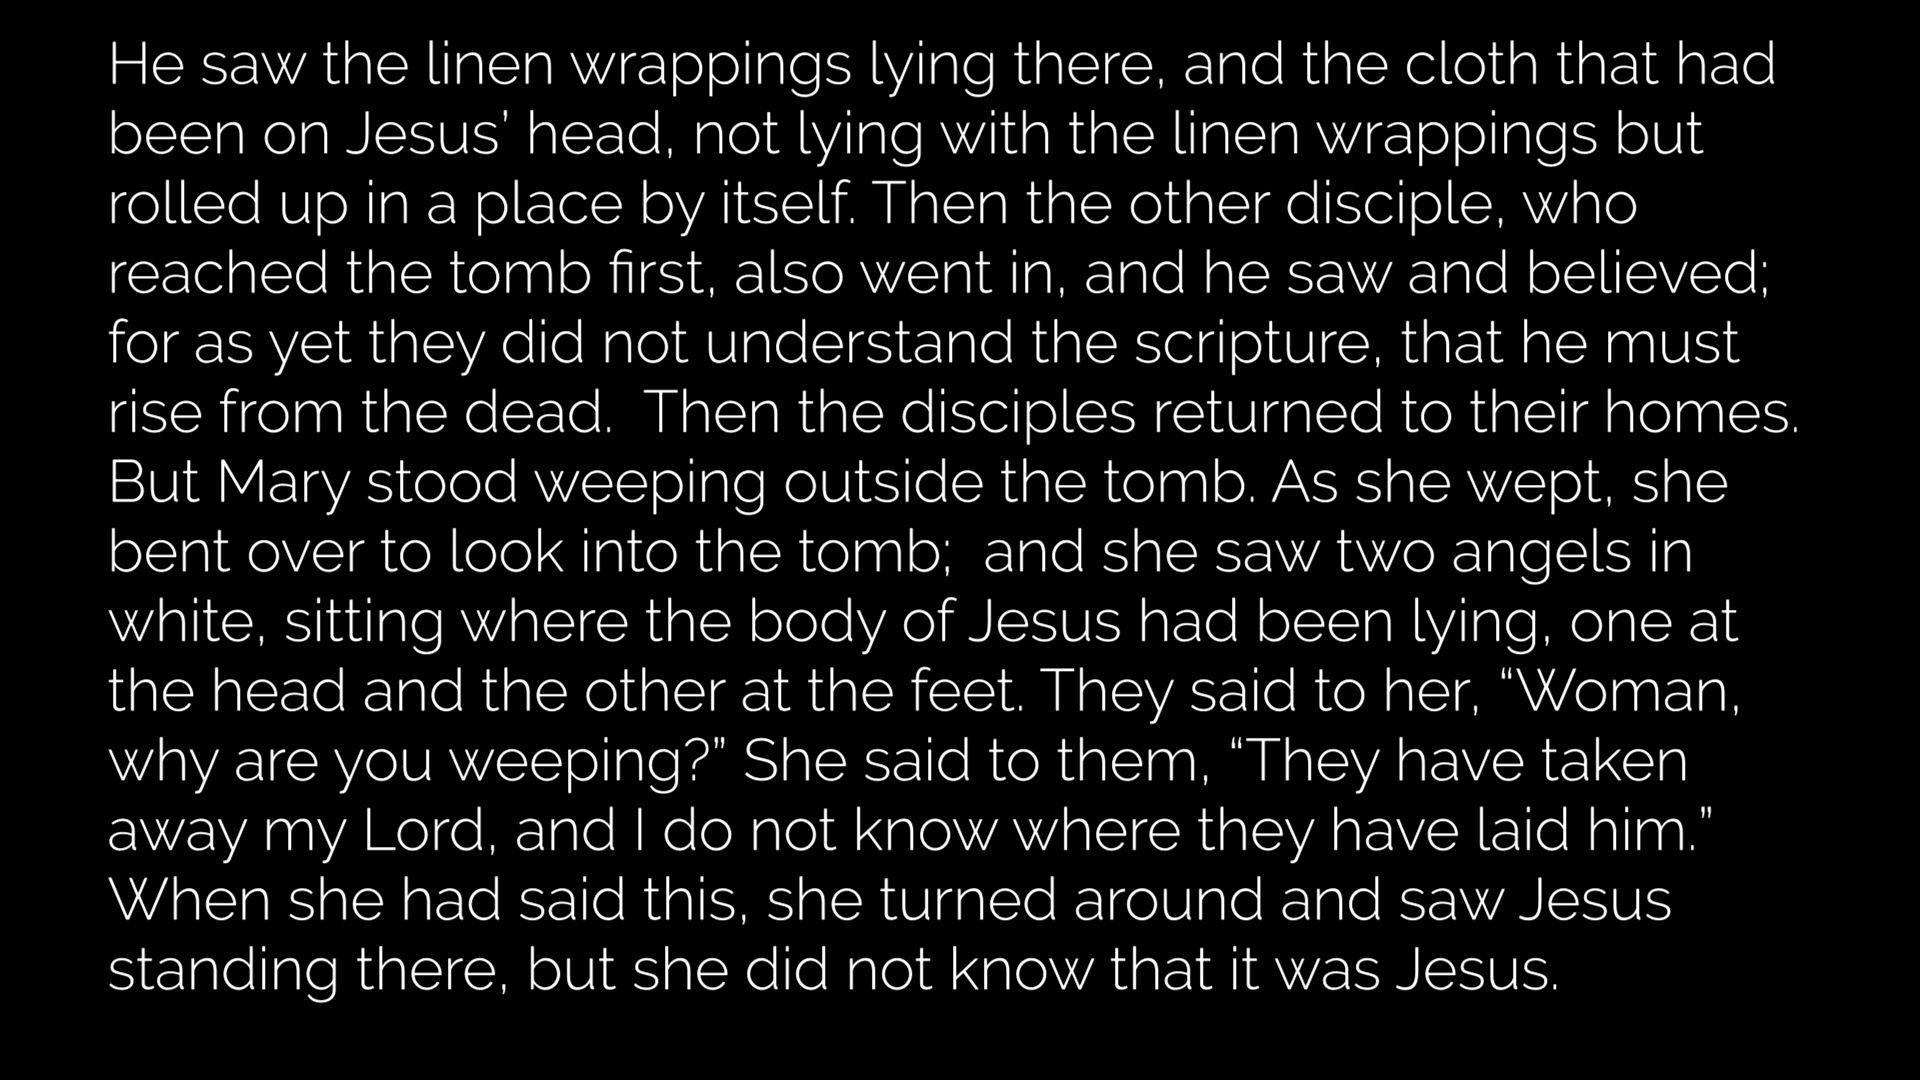 He saw the linen wrappings lying there, and the cloth that had
been on Jesus’ head, not lying with the linen wrappings but
rolled up in a place by itself. Then the other disciple, who
reached the tomb first, also went in, and he saw and believed;
for as yet they did not understand the scripture, that he must
rise from the dead.  Then the disciples returned to their homes.
But Mary stood weeping outside the tomb. As she wept, she
bent over to look into the tomb;  and she saw two angels in
white, sitting where the body of Jesus had been lying, one at
the head and the other at the feet. They said to her, “Woman,
why are you weeping?” She said to them, “They have taken
away my Lord, and I do not know where they have laid him.”
When she had said this, she turned around and saw Jesus
standing there, but she did not know that it was Jesus.